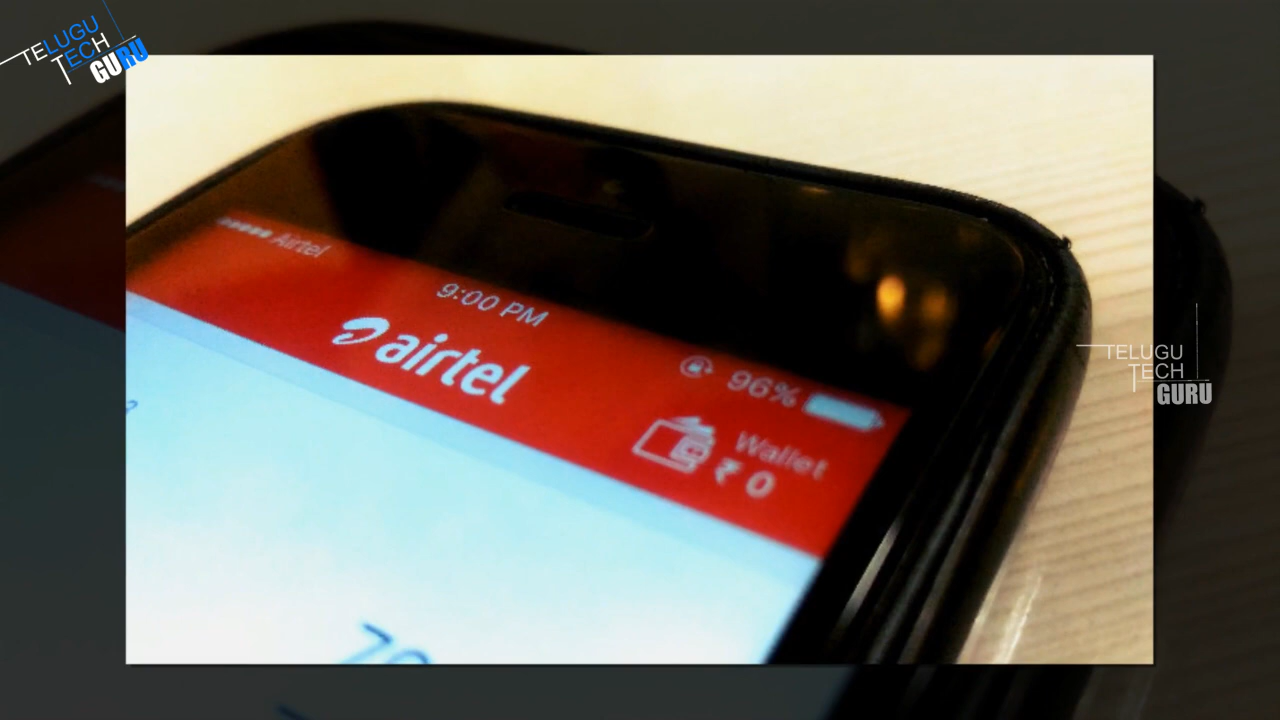 TELUGU
TECH
GURU
Airtel
9:00 PM
96%
airtel
Wallet
₹ 0
TELUGU
TECH
GURU